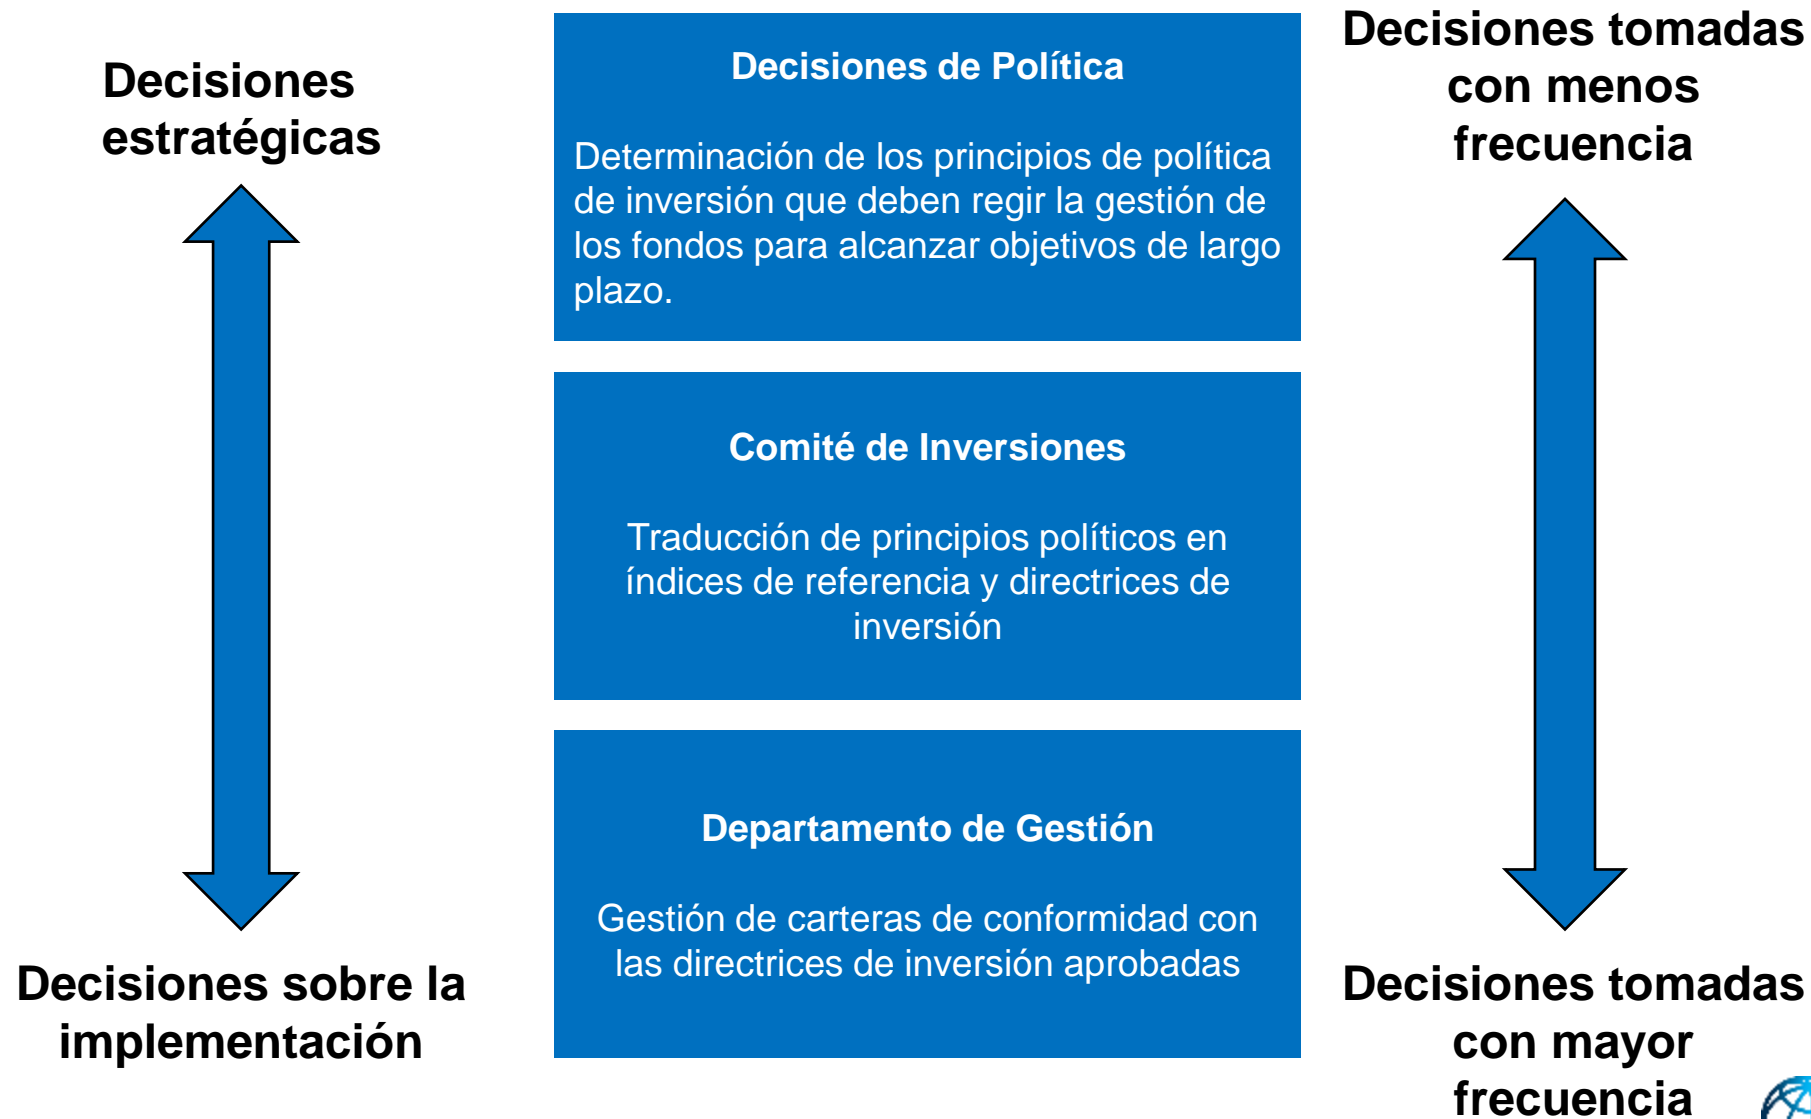 Decisiones
estratégicas
Decisiones sobre la
implementación
Decisiones de Política
Determinación de los principios de política
de inversión que deben regir la gestión de
los fondos para alcanzar objetivos de largo
plazo.
Comité de Inversiones
Traducción de principios políticos en
índices de referencia y directrices de
inversión
Departamento de Gestión
Gestión de carteras de conformidad con
las directrices de inversión aprobadas
Decisiones tomadas
con menos
frecuencia
Decisiones tomadas
con mayor
frecuencia